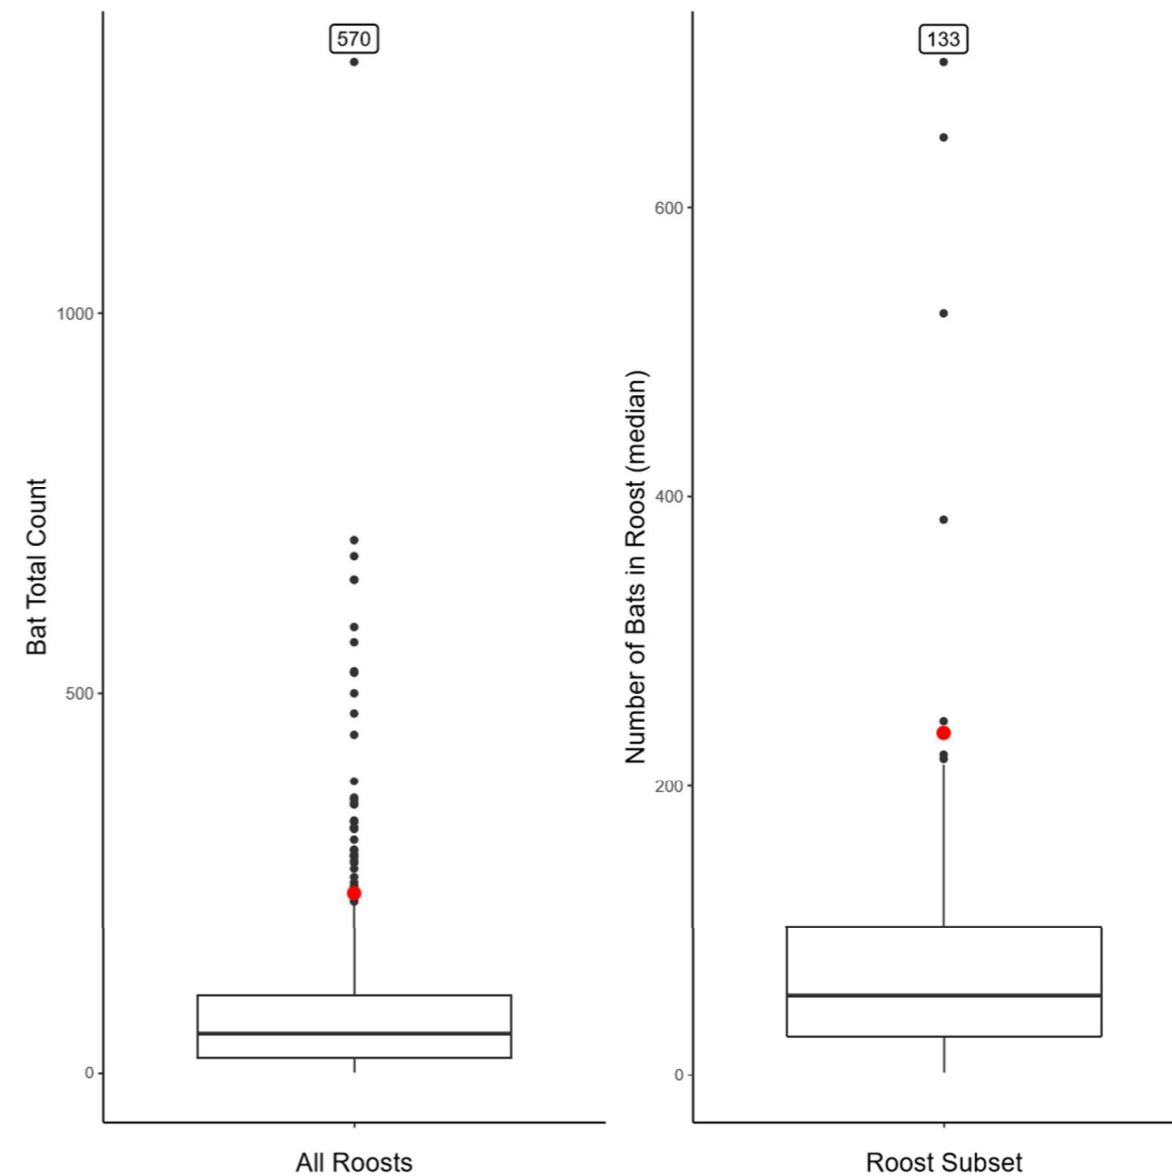 570
1000
500
0
Bat Total Count
All Roosts
133
600
400
200
0
Number of Bats in Roost (median)
Roost Subset